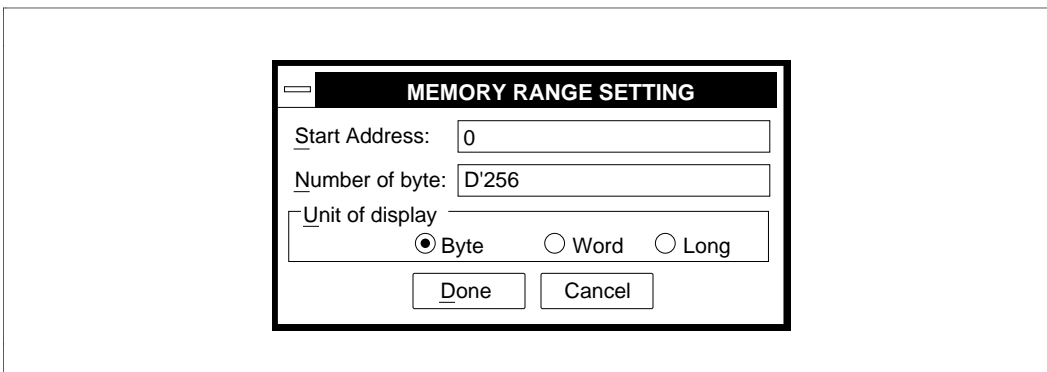 MEMORY RANGE SETTING
Start Address: 0
Number of byte: D'256
Unit of display
Byte Word Long
Done Cancel